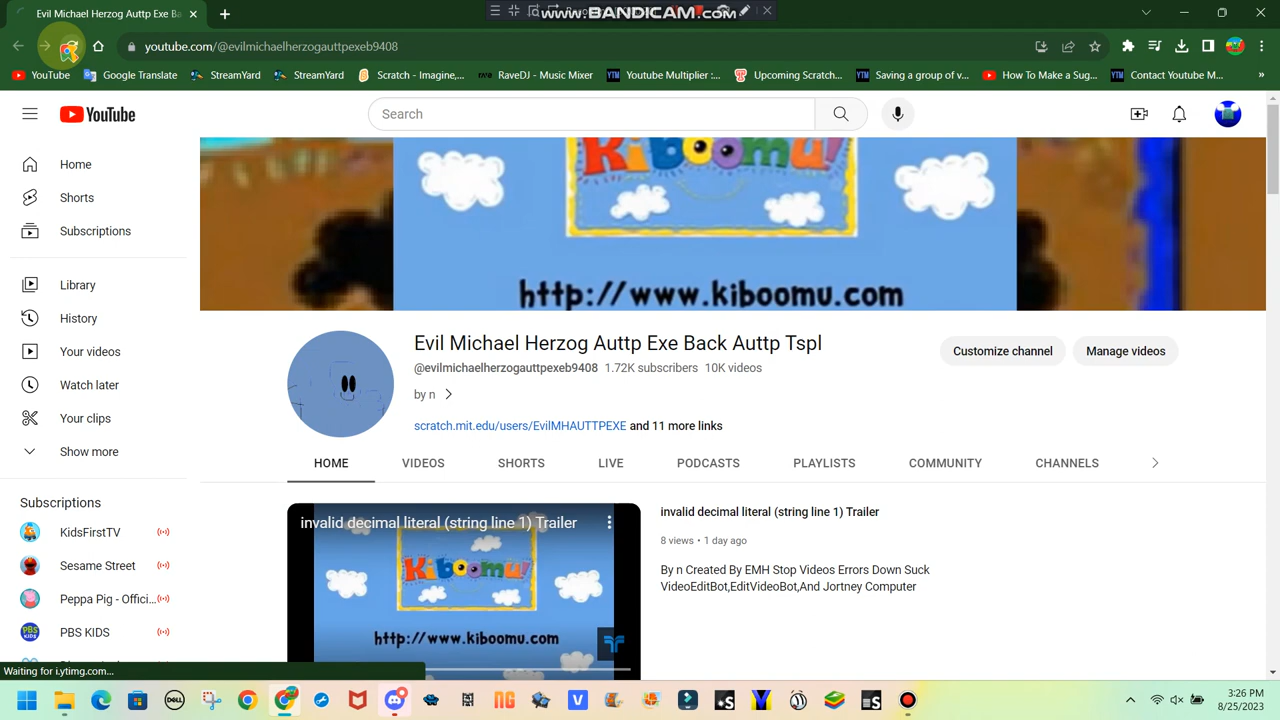 Evil Michael Herzog Auttp Exe Ba
www.BANDICAM.com
youtube.com/@evilmichaelherzogauttpexeb9408
YouTube
Google Translate
StreamYard
StreamYard
Scratch - Imagine,...
RaveDJ - Music Mixer
Youtube Multiplier :...
Upcoming Scratch...
Saving a group of v...
How To Make a Sug...
Contact Youtube M...
»
YouTube
Search
Home
Shorts
Subscriptions
Library
History
Your videos
Watch later
Your clips
Show more
Subscriptions
KidsFirstTV
Sesame Street
Peppa Pig - Offici...
PBS KIDS
Kiboomu!
http://www.kiboomu.com
Evil Michael Herzog Auttp Exe Back Auttp Tspl
@evilmichaelherzogauttpexeb9408 1.72K subscribers 10K videos
by n
scratch.mit.edu/users/EvilMHAUTTPEXE and 11 more links
Customize channel
Manage videos
HOME
VIDEOS
SHORTS
LIVE
PODCASTS
PLAYLISTS
COMMUNITY
CHANNELS
invalid decimal literal (string line 1) Trailer
Kiboomu!
http://www.kiboomu.com
invalid decimal literal (string line 1) Trailer
8 views • 1 day ago
By n Created By EMH Stop Videos Errors Down Suck
VideoEditBot,EditVideoBot,And Jortney Computer
Waiting for i.ytimg.com...
3:26 PM
8/25/2023